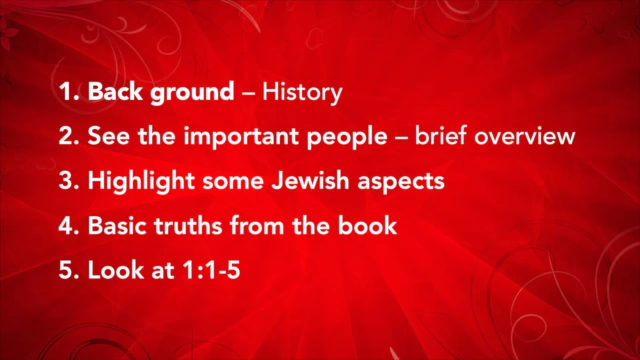 1. Back ground – History
2. See the important people – brief overview
3. Highlight some Jewish aspects
4. Basic truths from the book
5. Look at 1:1-5